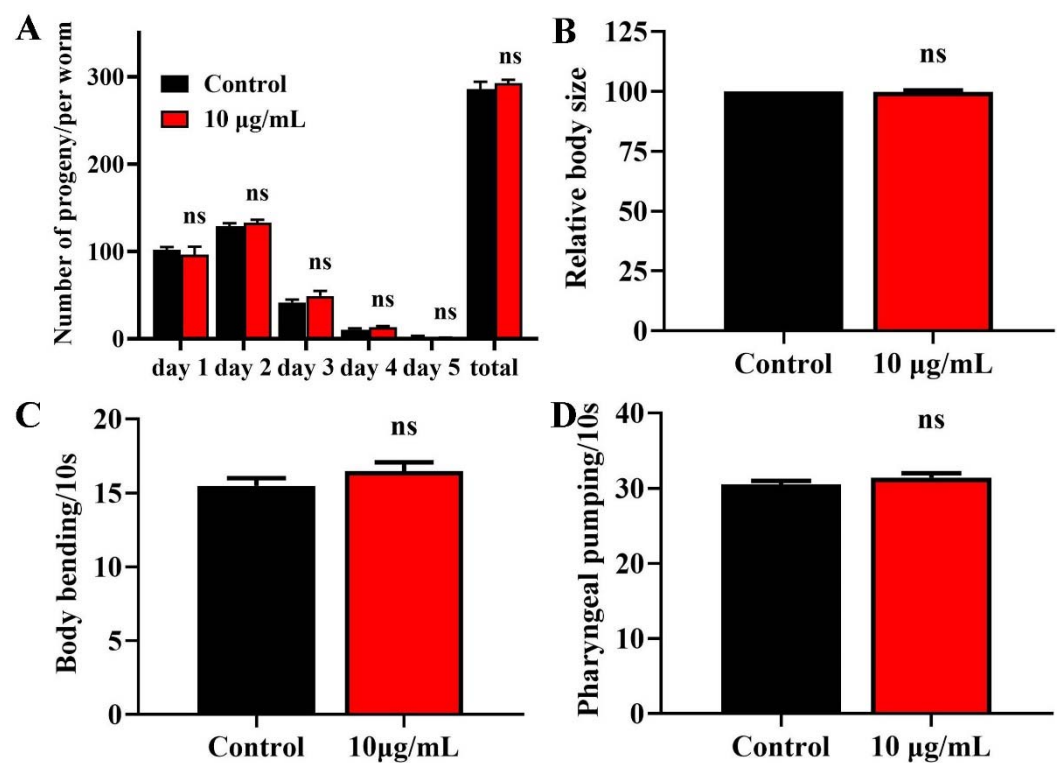 A
Number of progeny/per worm
300
200
100
0
Control
10 μg/mL
ns
ns
ns
ns
ns
ns
day 1 day 2 day 3 day 4 day 5 total
B
Relative body size
125
100
75
50
25
0
ns
Control 10 μg/mL
C
Body bending/10s
20
15
10
5
0
ns
Control 10μg/mL
D
Pharyngeal pumping/10s
40
30
20
10
0
ns
Control 10 μg/mL